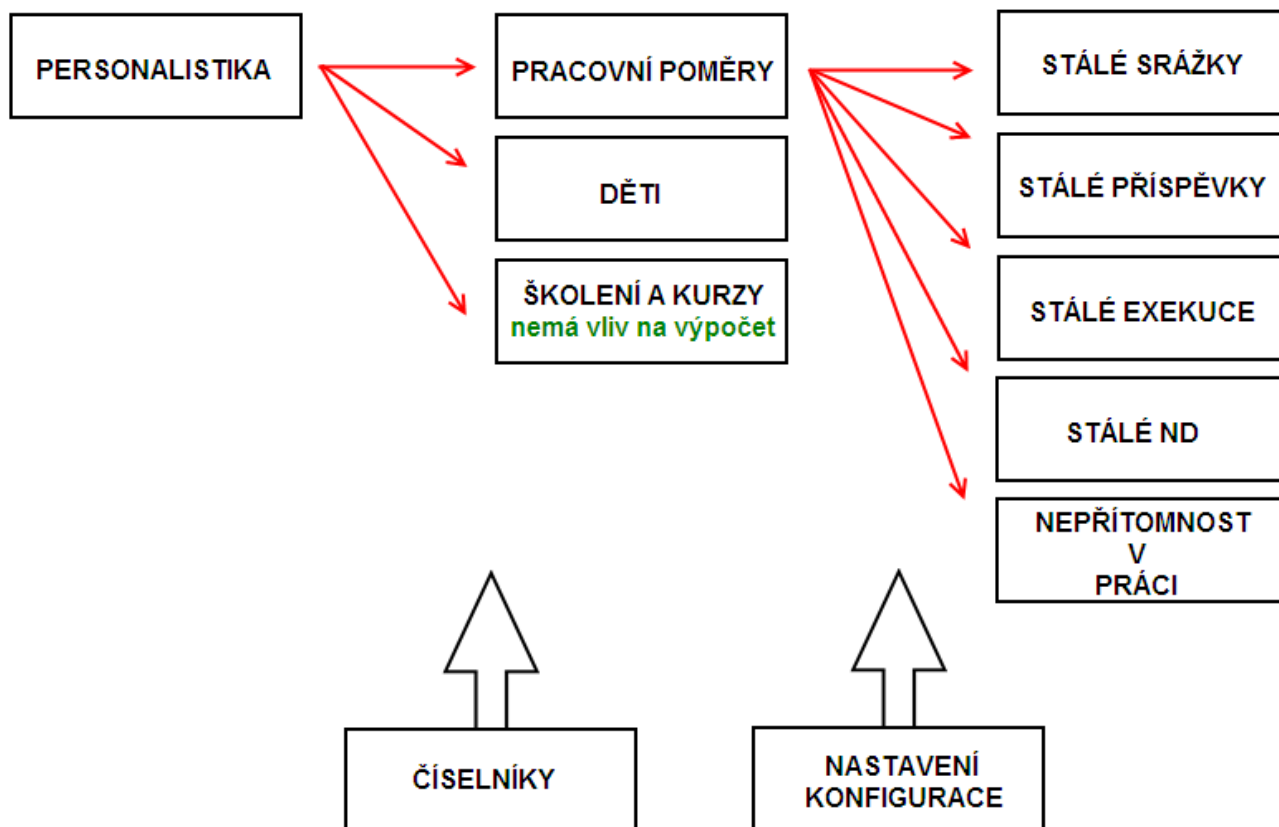 PERSONALISTIKA
PRACOVNÍ POMĚRY
DĚTI
ŠKOLENÍ A KURZY
nemá vliv na výpočet
STÁLÉ SRÁŽKY
STÁLÉ PŘÍSPĚVKY
STÁLÉ EXEKUCE
STÁLÉ ND
NEPŘÍTOMNOST
V
PRÁCI
ČÍSELNÍKY
NASTAVENÍ
KONFIGURACE